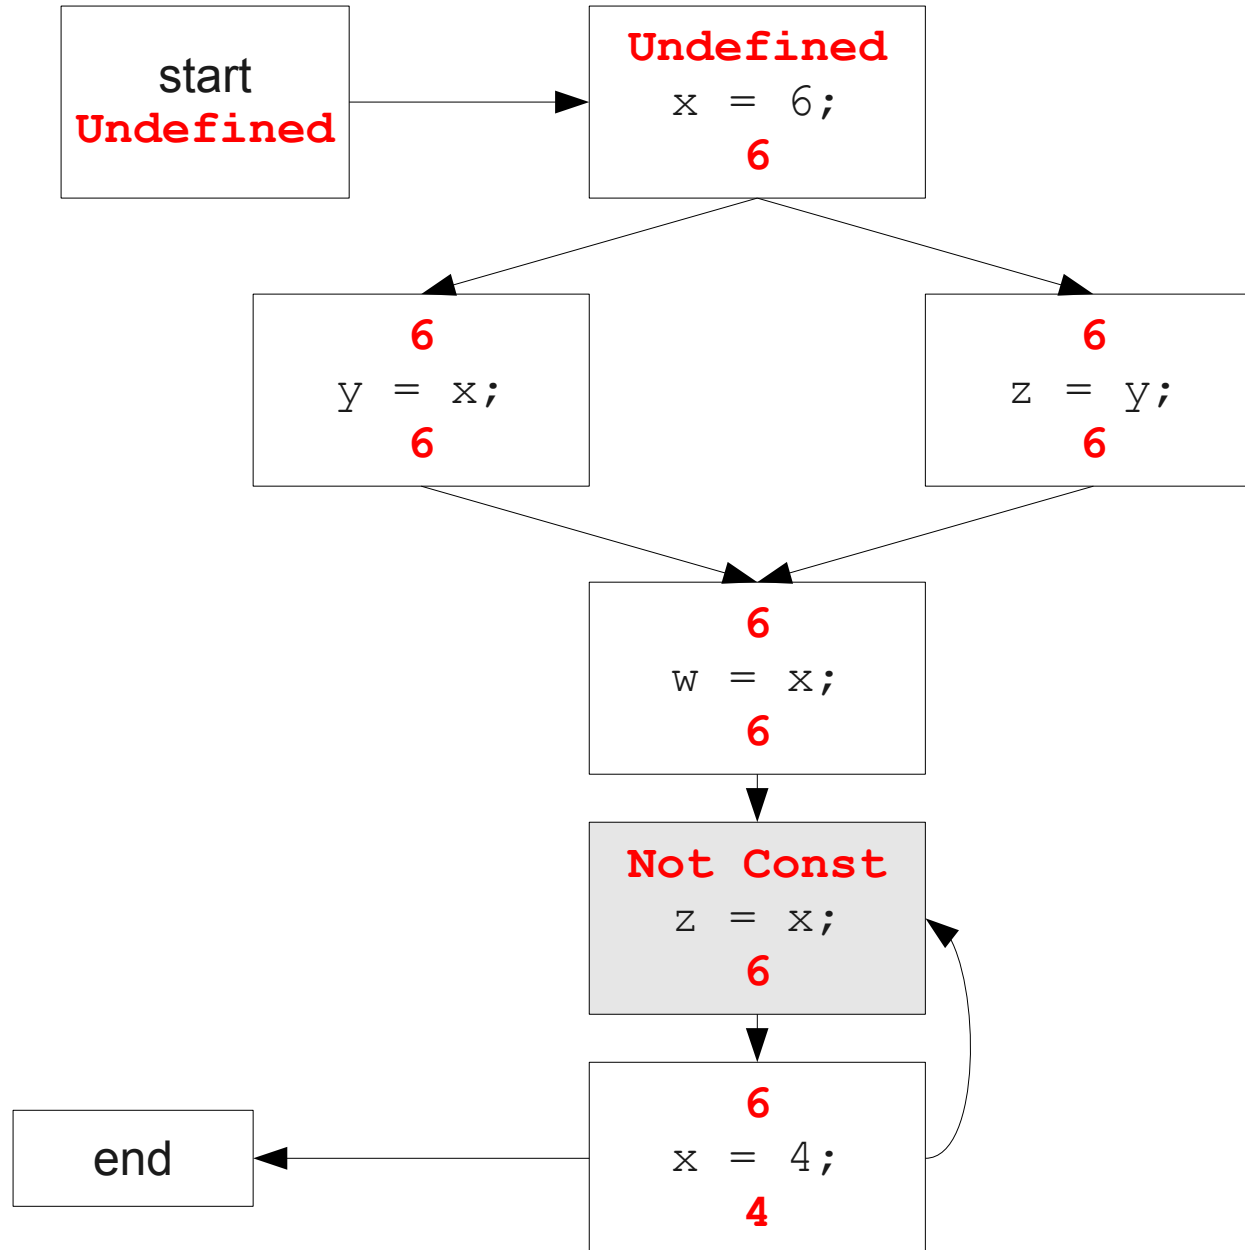 start
Undefined
Undefined
x = 6;
6
6
y = x;
6
6
z = y;
6
6
w = x;
6
Not Const
z = x;
6
6
x = 4;
4
end